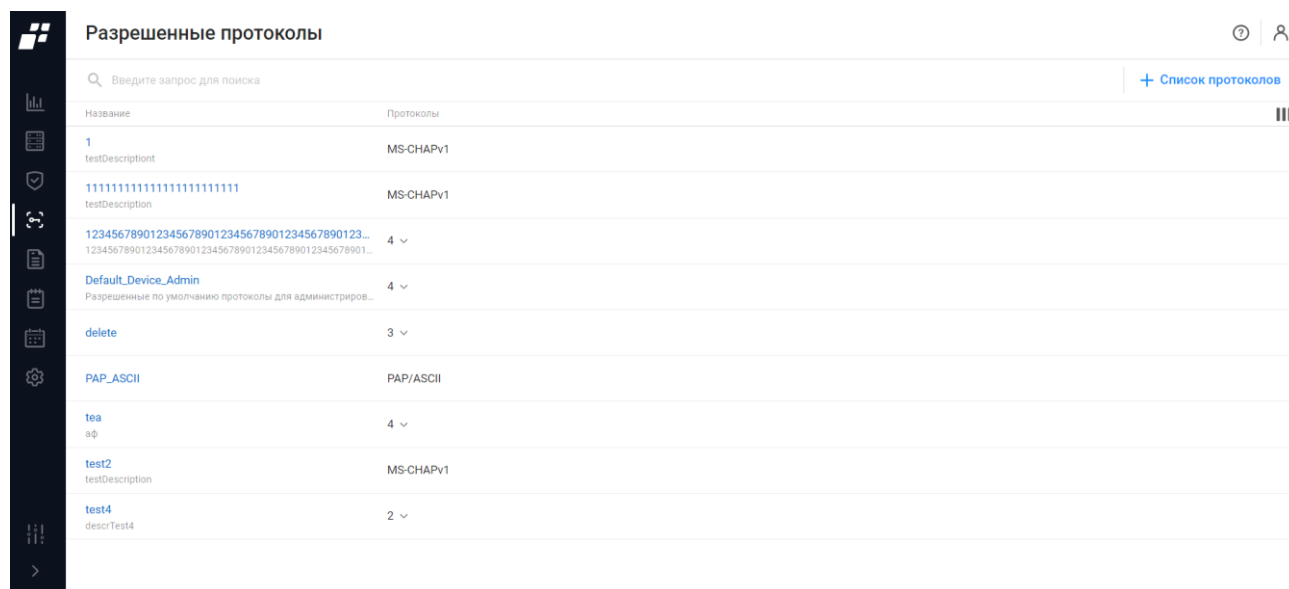 Разрешенные протоколы
Введите запрос для поиска
+ Список протоколов
Название Протоколы
1 MS-CHAPv1
testDescriptiont
111111111111111111111111 MS-CHAPv1
testDescription
1234567890123456789012345678901234567890123... 4
12345678901234567890123456789012345678901...
Default_Device_Admin 4
Разрешенные по умолчанию протоколы для администриров...
delete 3
PAP_ASCII PAP/ASCII
tea 4
аф
test2 MS-CHAPv1
testDescription
test4 2
descrTest4